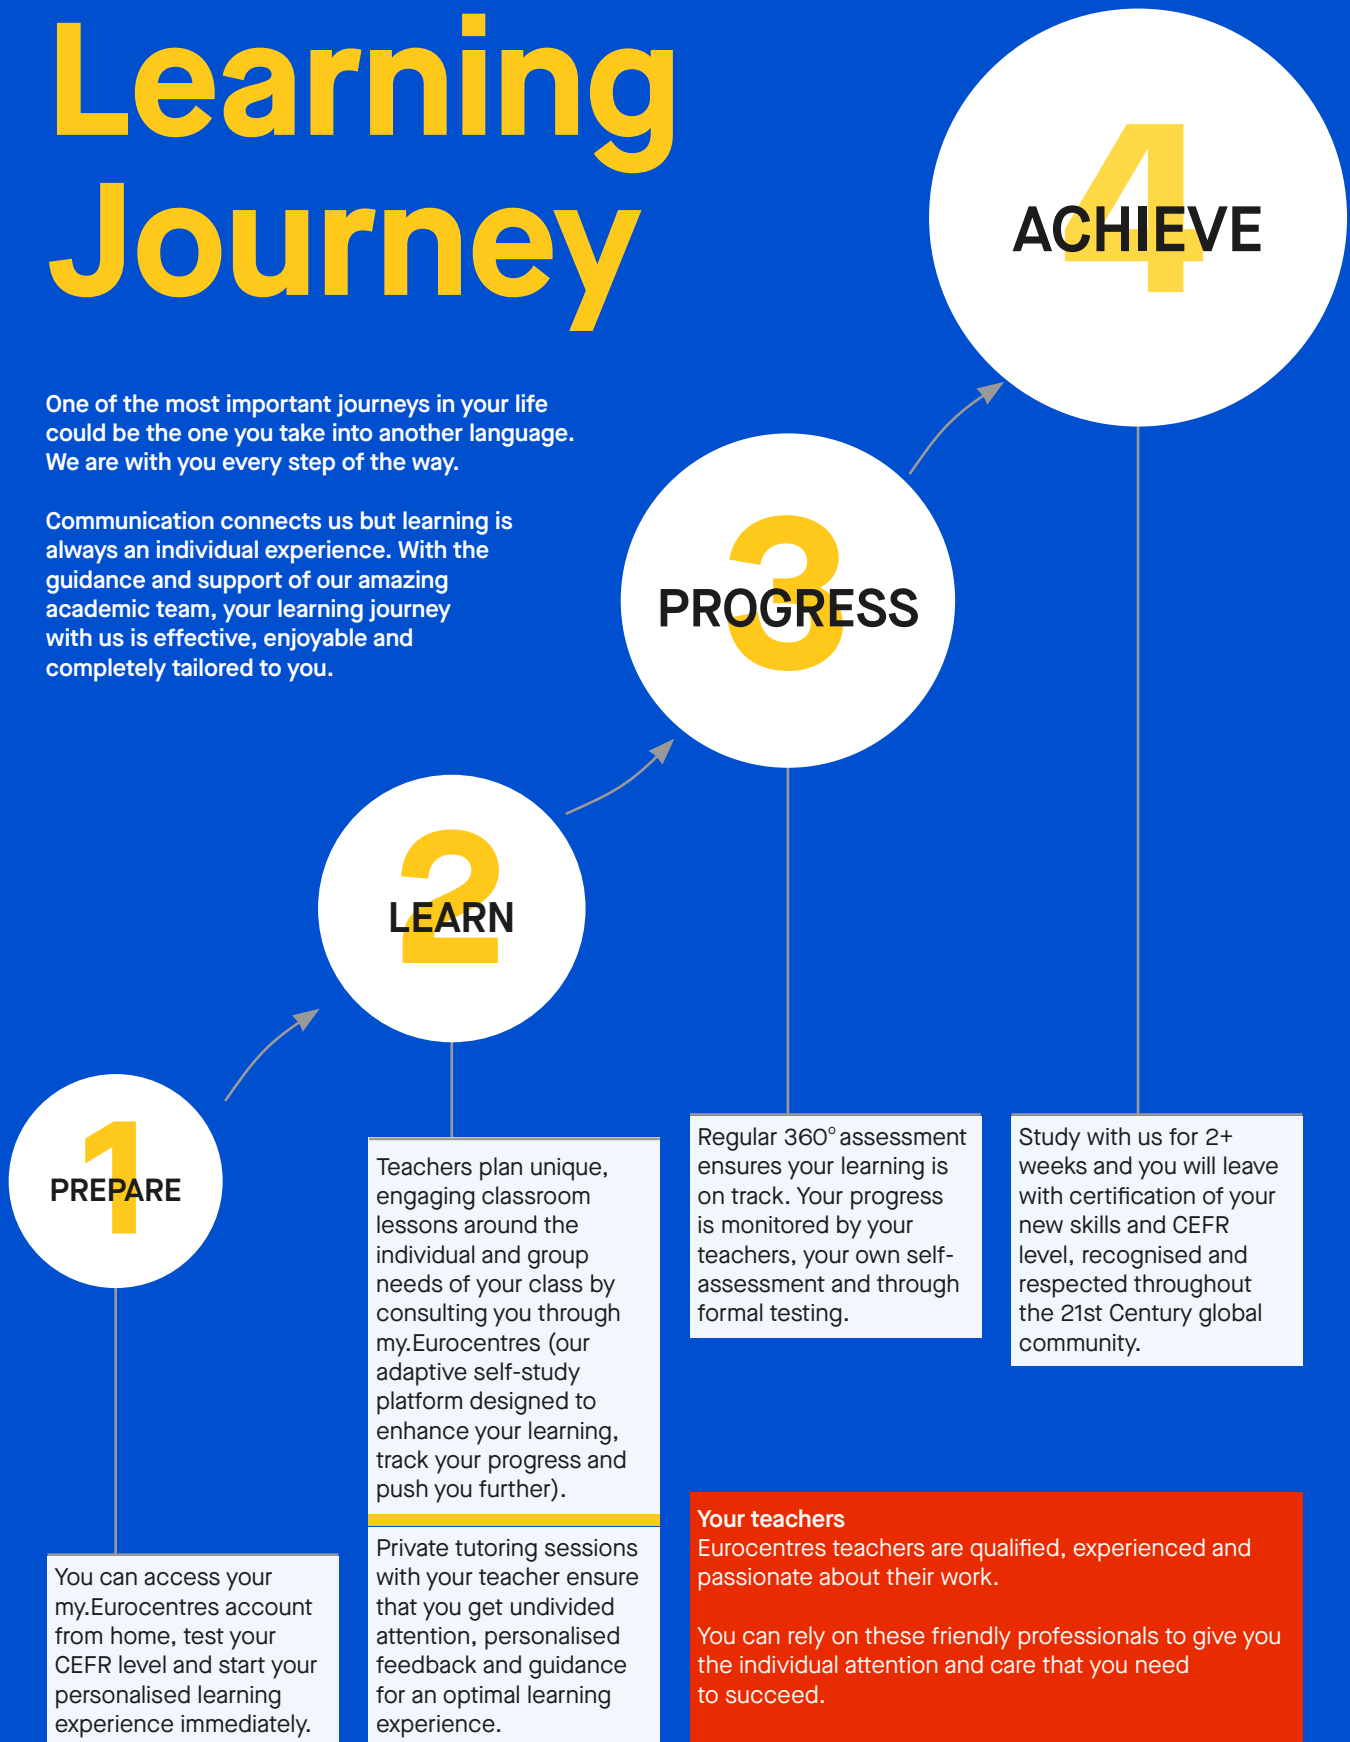 Learning
Journey
One of the most important journeys in your life
could be the one you take into another language.
We are with you every step of the way.
Communication connects us but learning is
always an individual experience. With the
guidance and support of our amazing
academic team, your learning journey
with us is effective, enjoyable and
completely tailored to you.
1
PREPARE
You can access your
my.Eurocentres account
from home, test your
CEFR level and start your
personalised learning
experience immediately.
2
LEARN
Teachers plan unique,
engaging classroom
lessons around the
individual and group
needs of your class by
consulting you through
my.Eurocentres (our
adaptive self-study
platform designed to
enhance your learning,
track your progress and
push you further).
Private tutoring sessions
with your teacher ensure
that you get undivided
attention, personalised
feedback and guidance
for an optimal learning
experience.
3
PROGRESS
Regular 360° assessment
ensures your learning is
on track. Your progress
is monitored by your
teachers, your own self-
assessment and through
formal testing.
4
ACHIEVE
Study with us for 2+
weeks and you will leave
with certification of your
new skills and CEFR
level, recognised and
respected throughout
the 21st Century global
community.
Your teachers
Eurocentres teachers are qualified, experienced and
passionate about their work.
You can rely on these friendly professionals to give you
the individual attention and care that you need
to succeed.